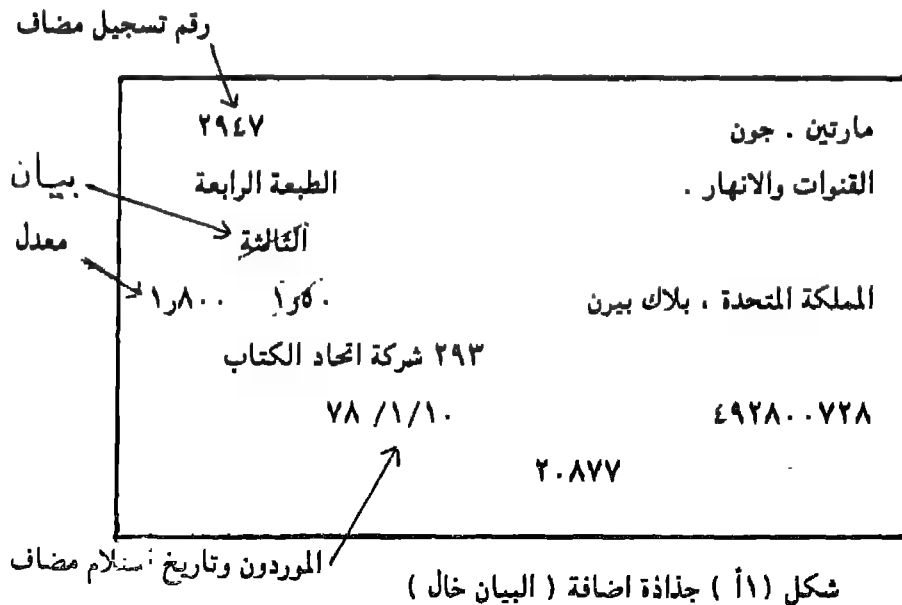 رقم تسجيل مضاف
مارتين . جون ٢٩٤٧
القنوات والانهار . الطبعة الرابعة
بيان
الثالثة
معدل
المملكة المتحدة ، بلاك بيرن ١٫٥٠ ١٫٨٠٠
٢٩٣ شركة اتحاد الكتاب
٤٩٢٨٠٠٧٢٨ ٧٨ /١/١٠
٢٠٨٧٧
الموردون وتاريخ استلام مضاف
شكل (١أ ) جذاذة اضافة ( البيان خال )